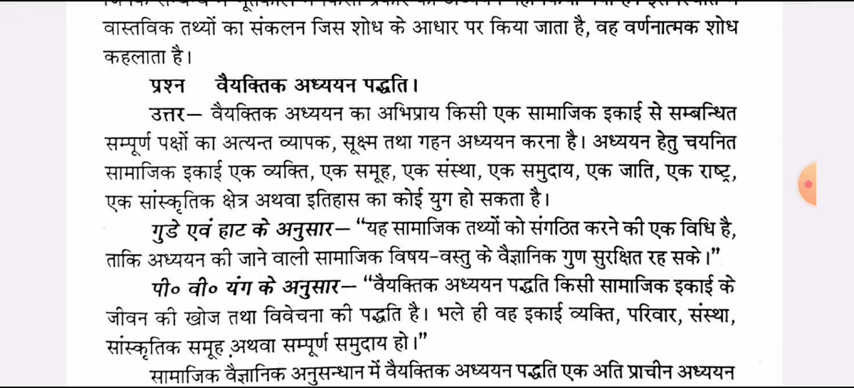 वास्तविक तथ्यों का संकलन जिस शोध के आधार पर किया जाता है, वह वर्णनात्मक शोध
कहलाता है।
प्रश्न वैयक्तिक अध्ययन पद्धति।
उत्तर— वैयक्तिक अध्ययन का अभिप्राय किसी एक सामाजिक इकाई से सम्बन्धित
सम्पूर्ण पक्षों का अत्यन्त व्यापक, सूक्ष्म तथा गहन अध्ययन करना है। अध्ययन हेतु चयनित
सामाजिक इकाई एक व्यक्ति, एक समूह, एक संस्था, एक समुदाय, एक जाति, एक राष्ट्र,
एक सांस्कृतिक क्षेत्र अथवा इतिहास का कोई युग हो सकता है।
गुडे एवं हाट के अनुसार— “यह सामाजिक तथ्यों को संगठित करने की एक विधि है,
ताकि अध्ययन की जाने वाली सामाजिक विषय-वस्तु के वैज्ञानिक गुण सुरक्षित रह सके।”
पी० वी० यंग के अनुसार— “वैयक्तिक अध्ययन पद्धति किसी सामाजिक इकाई के
जीवन की खोज तथा विवेचना की पद्धति है। भले ही वह इकाई व्यक्ति, परिवार, संस्था,
सांस्कृतिक समूह अथवा सम्पूर्ण समुदाय हो।”
सामाजिक वैज्ञानिक अनुसन्धान में वैयक्तिक अध्ययन पद्धति एक अति प्राचीन अध्ययन